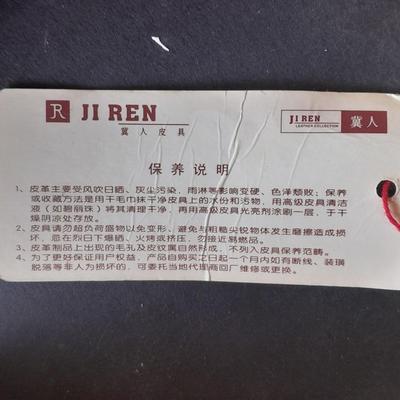 JR JI REN
冀人皮具
JI REN
LEATHER COLLECTION
冀人
保养说明
1、皮革主要受风吹日晒、灰尘污染、雨淋等影响变硬、色泽颓败；保养
或收藏方法是用干毛巾抹干净皮具上的水份和污物，用高级皮具清洁
液（如碧丽珠）将其清理干净，再用高级皮具光亮剂涂刷一层，于干
燥阴凉处存放。
2、皮具请勿超负荷盛物以免变形、避免与粗糙尖锐物体发生磨擦造成损
坏，忌在烈日下爆晒、火烤或挤压，勿接近易燃品。
3、皮革制品上出现的毛孔及皮纹属自然形成，不列入皮具保养范畴。
4、为了更好保证用户权益，产品自购买之日起一个月内如有断线、装璜
脱落等非人为损坏的，可委托当地代理商回厂维修或更换。